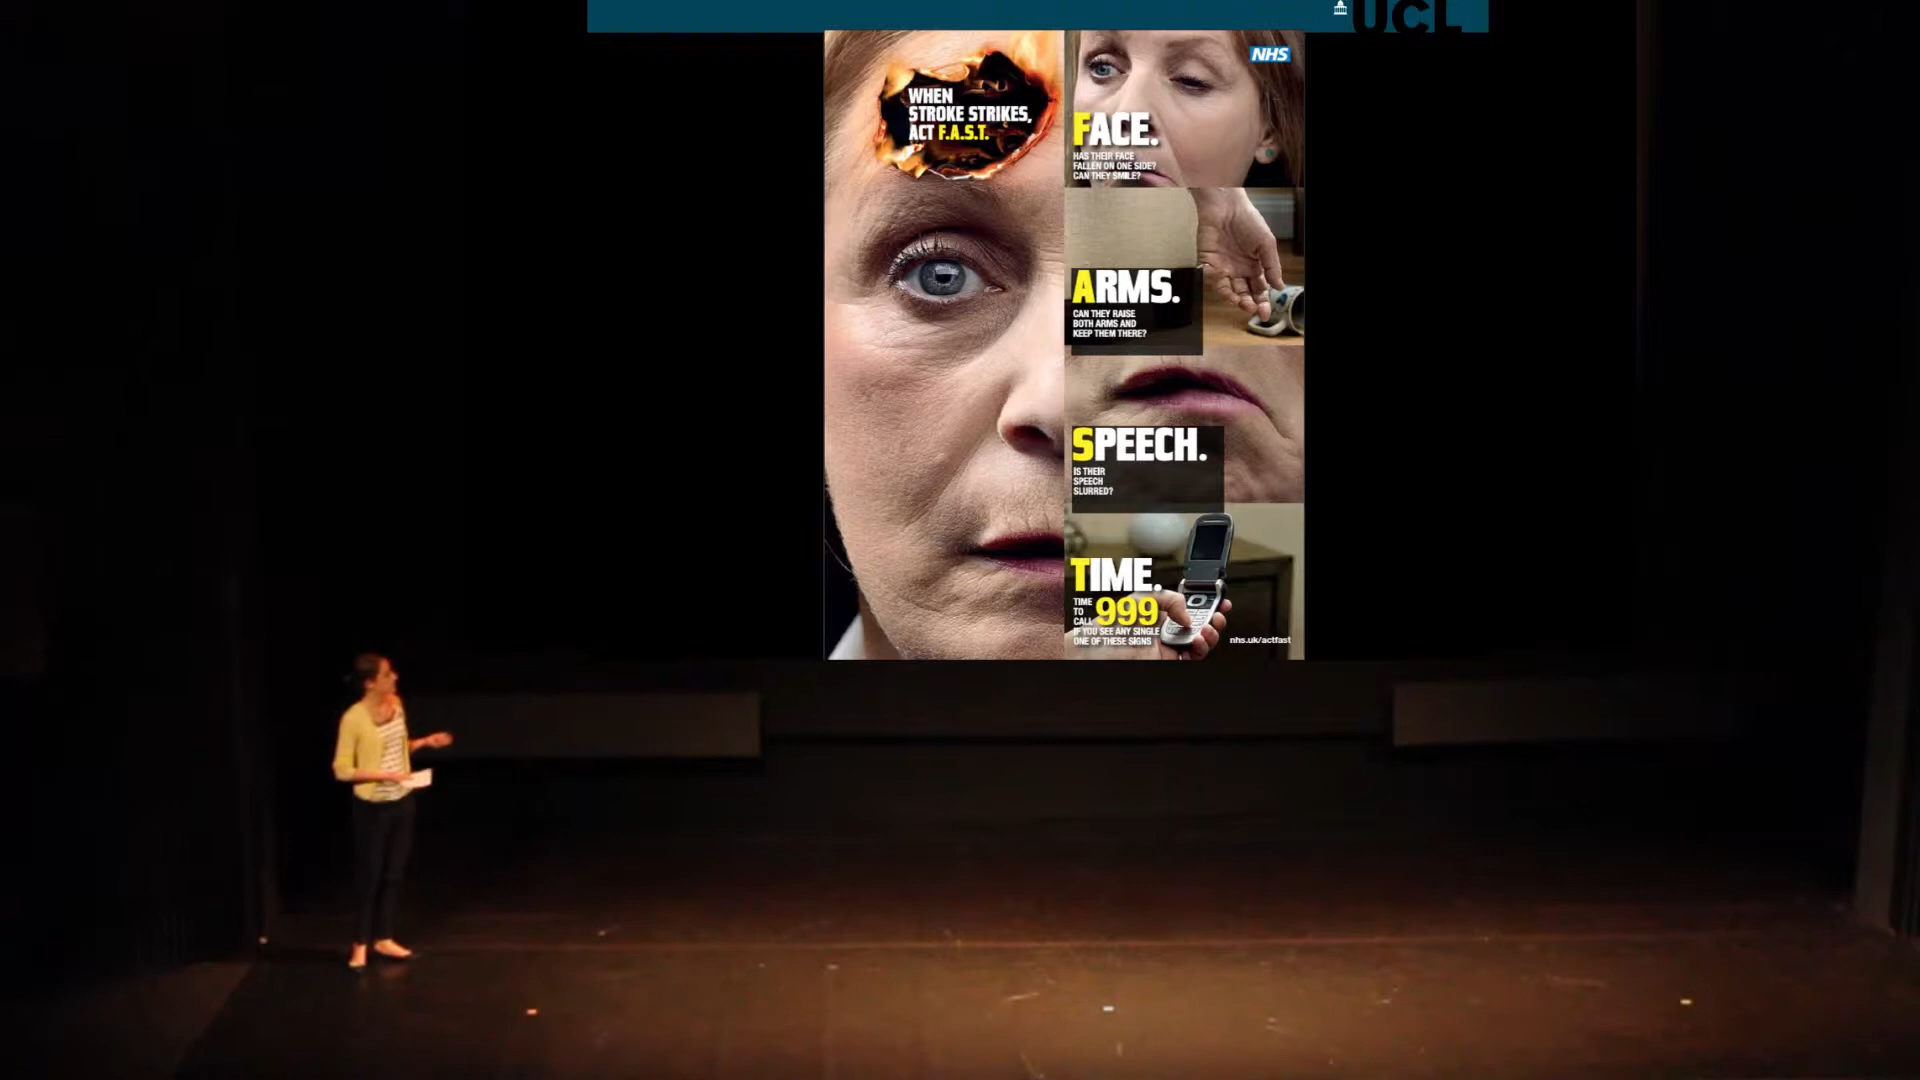 UCL
WHEN
STROKE STRIKES,
ACT F.A.S.T.
NHS
FACE.
HAS THEIR FACE
FALLEN ON ONE SIDE?
CAN THEY SMILE?
ARMS.
CAN THEY RAISE
BOTH ARMS AND
KEEP THEM THERE?
SPEECH.
IS THEIR
SPEECH
SLURRED?
TIME.
TIME
TO
CALL 999
IF YOU SEE ANY SINGLE
ONE OF THESE SIGNS
nhs.uk/actfast